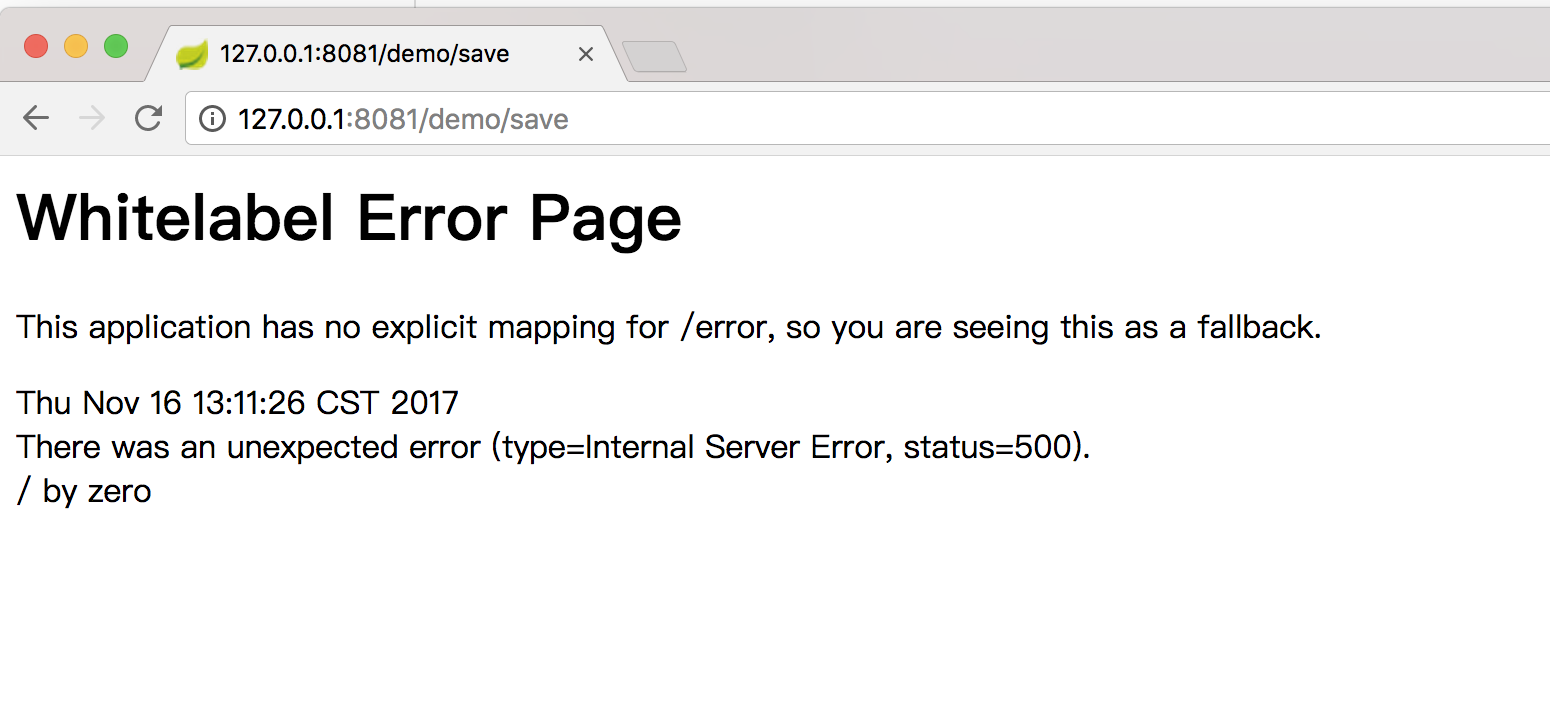 127.0.0.1:8081/demo/save
127.0.0.1:8081/demo/save
Whitelabel Error Page
This application has no explicit mapping for /error, so you are seeing this as a fallback.
Thu Nov 16 13:11:26 CST 2017
There was an unexpected error (type=Internal Server Error, status=500).
/ by zero